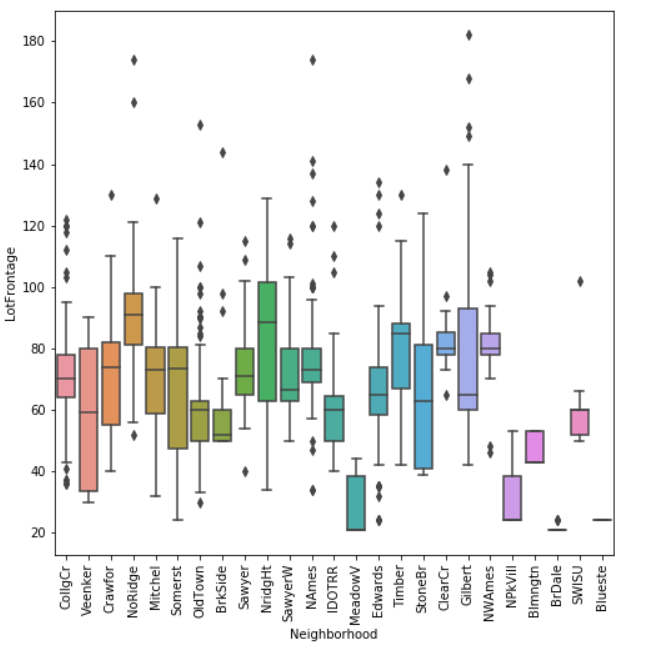 180
160
140
120
100
80
60
40
20
LotFrontage
CollgCr
Veenker
Crawfor
NoRidge
Mitchel
Somerst
OldTown
BrkSide
Sawyer
NridgHt
SawyerW
NAmes
IDOTRR
MeadowV
Edwards
Timber
StoneBr
ClearCr
Gilbert
NWAmes
NPkVill
Blmngtn
BrDale
SWISU
Blueste
Neighborhood